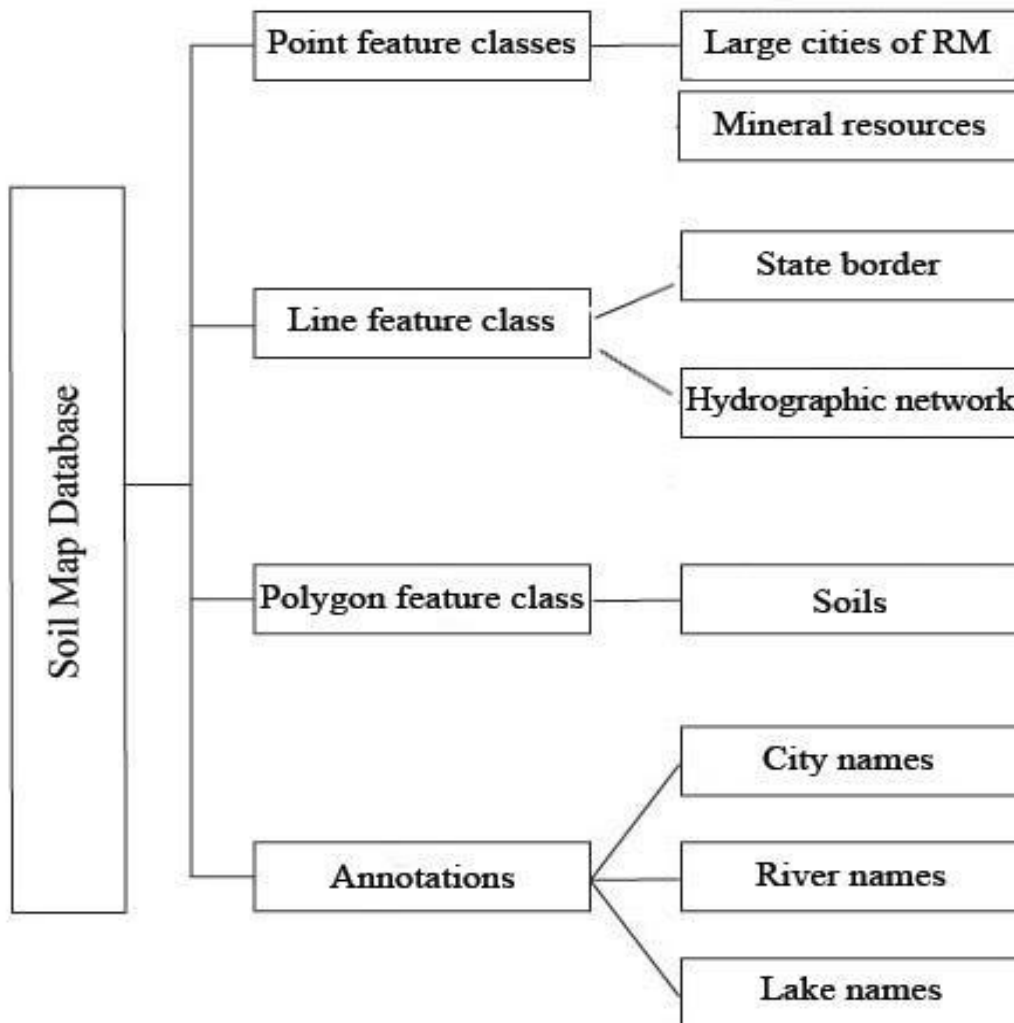 Soil Map Database
Point feature classes
Large cities of RM
Mineral resources
Line feature class
State border
Hydrographic network
Polygon feature class
Soils
Annotations
City names
River names
Lake names